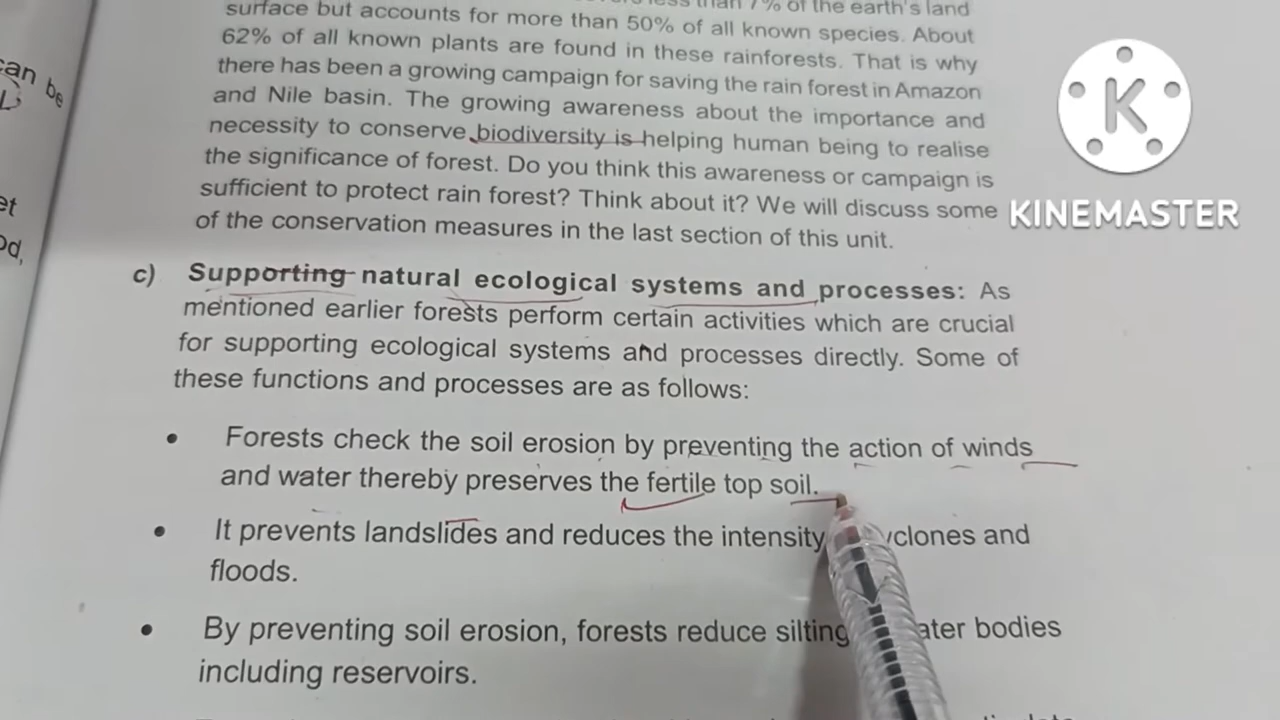 than 7% of the earth's land
surface but accounts for more than 50% of all known species. About
62% of all known plants are found in these rainforests. That is why
there has been a growing campaign for saving the rain forest in Amazon
and Nile basin. The growing awareness about the importance and
necessity to conserve biodiversity is helping human being to realise
the significance of forest. Do you think this awareness or campaign is
sufficient to protect rain forest? Think about it? We will discuss some
of the conservation measures in the last section of this unit.
c) Supporting natural ecological systems and processes: As
mentioned earlier forests perform certain activities which are crucial
for supporting ecological systems and processes directly. Some of
these functions and processes are as follows:
• Forests check the soil erosion by preventing the action of winds
and water thereby preserves the fertile top soil.
• It prevents landslides and reduces the intensity yclones and
floods.
• By preventing soil erosion, forests reduce silting ater bodies
including reservoirs.
can be
et
od,
K
KINEMASTER